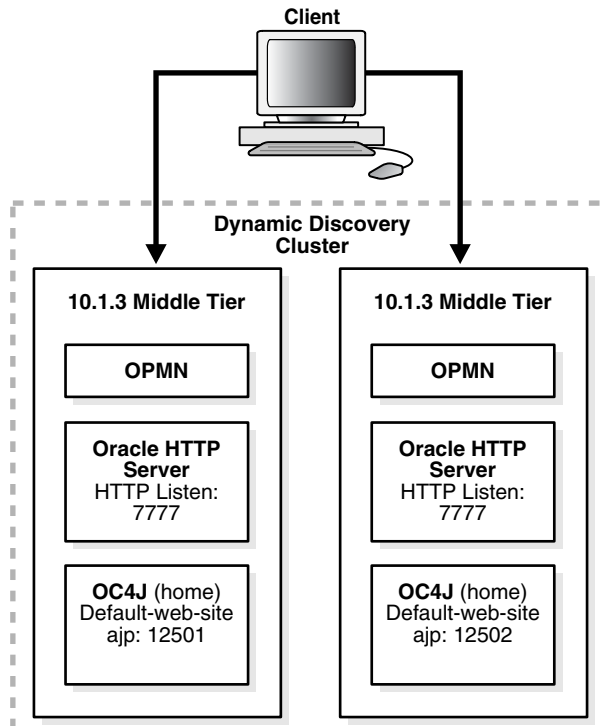 Client
Dynamic Discovery
Cluster
10.1.3 Middle Tier
OPMN
Oracle HTTP
Server
HTTP Listen:
7777
OC4J (home)
Default-web-site
ajp: 12501
10.1.3 Middle Tier
OPMN
Oracle HTTP
Server
HTTP Listen:
7777
OC4J (home)
Default-web-site
ajp: 12502